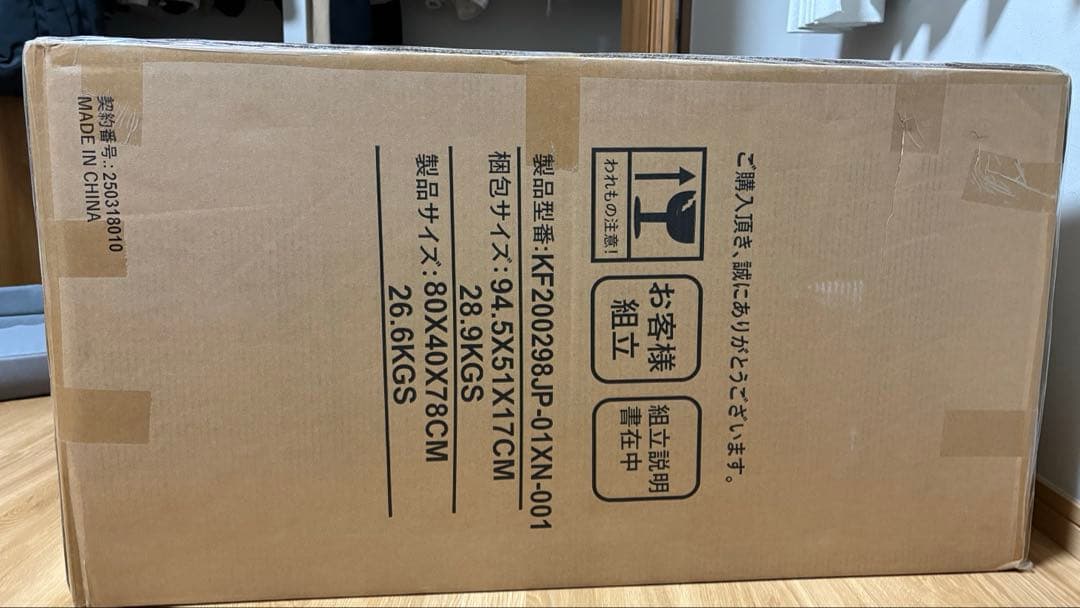 ご購入頂き、誠にありがとうございます。
われもの注意!
お客様
組立
組立説明
書在中
製品型番:KF200298JP-01XN-001
梱包サイズ:94.5X51X17CM
28.9KGS
製品サイズ:80X40X78CM
26.6KGS
契約番号.:250318010
MADE IN CHINA